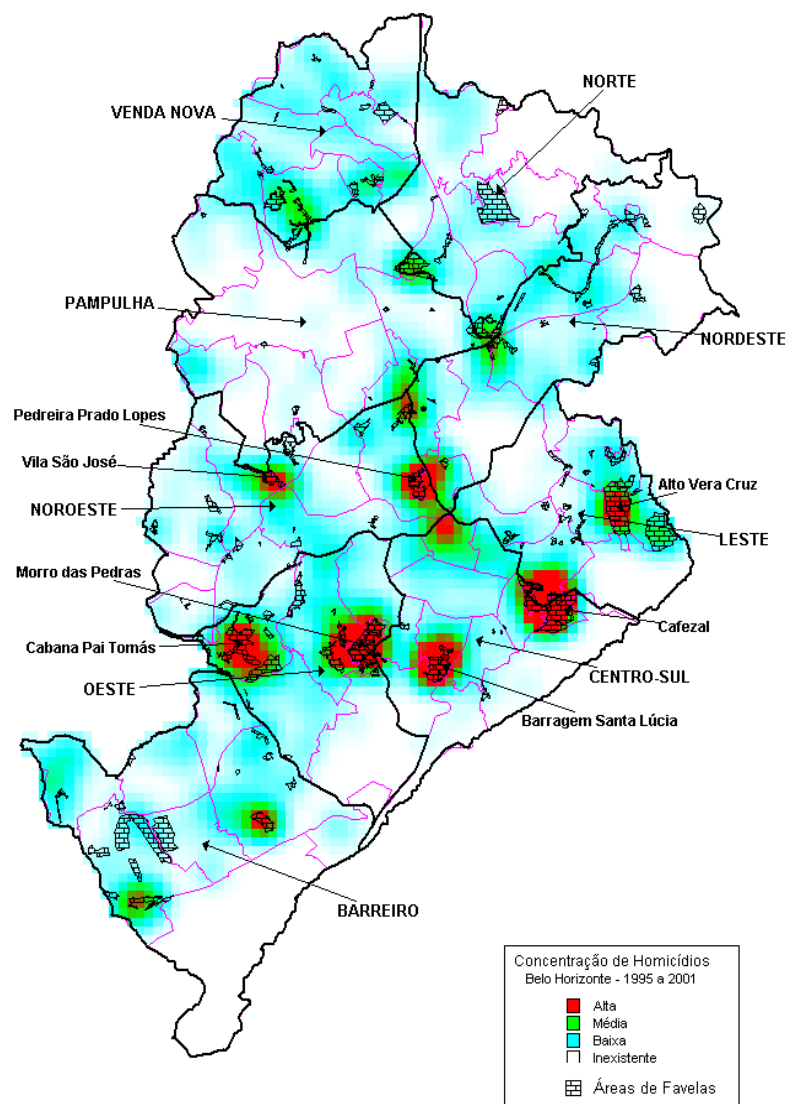 NORTE
VENDA NOVA
PAMPULHA
NORDESTE
Pedreira Prado Lopes
Vila São José
Alto Vera Cruz
NOROESTE
LESTE
Morro das Pedras
Cafezal
Cabana Pai Tomás
CENTRO-SUL
OESTE
Barragem Santa Lúcia
BARREIRO
Concentração de Homicídios
Belo Horizonte - 1995 a 2001
Alta
Média
Baixa
Inexistente
Áreas de Favelas